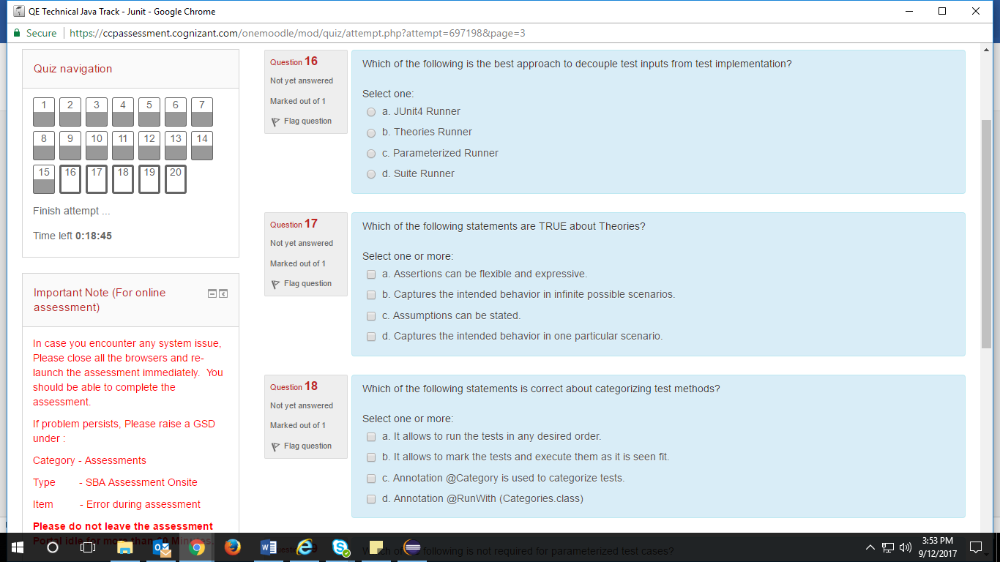 QE Technical Java Track - Junit - Google Chrome
Secure https://ccpassessment.cognizant.com/onemoodle/mod/quiz/attempt.php?attempt=697198&page=3
Quiz navigation
1 2 3 4 5 6 7
8 9 10 11 12 13 14
15 16 17 18 19 20
Finish attempt ...
Time left 0:18:45
Important Note (For online
assessment)
In case you encounter any system issue,
Please close all the browsers and re-
launch the assessment immediately. You
should be able to complete the
assessment.
If problem persists, Please raise a GSD
under :
Category - Assessments
Type - SBA Assessment Onsite
Item - Error during assessment
Please do not leave the assessment
Portal idle for more than Minutes.
Question 16
Not yet answered
Marked out of 1
Flag question
Which of the following is the best approach to decouple test inputs from test implementation?
Select one:
a. JUnit4 Runner
b. Theories Runner
c. Parameterized Runner
d. Suite Runner
Question 17
Not yet answered
Marked out of 1
Flag question
Which of the following statements are TRUE about Theories?
Select one or more:
a. Assertions can be flexible and expressive.
b. Captures the intended behavior in infinite possible scenarios.
c. Assumptions can be stated.
d. Captures the intended behavior in one particular scenario.
Question 18
Not yet answered
Marked out of 1
Flag question
Which of the following statements is correct about categorizing test methods?
Select one or more:
a. It allows to run the tests in any desired order.
b. It allows to mark the tests and execute them as it is seen fit.
c. Annotation @Category is used to categorize tests.
d. Annotation @RunWith (Categories.class)
Which of the following is not required for parameterized test cases?
3:53 PM
9/12/2017